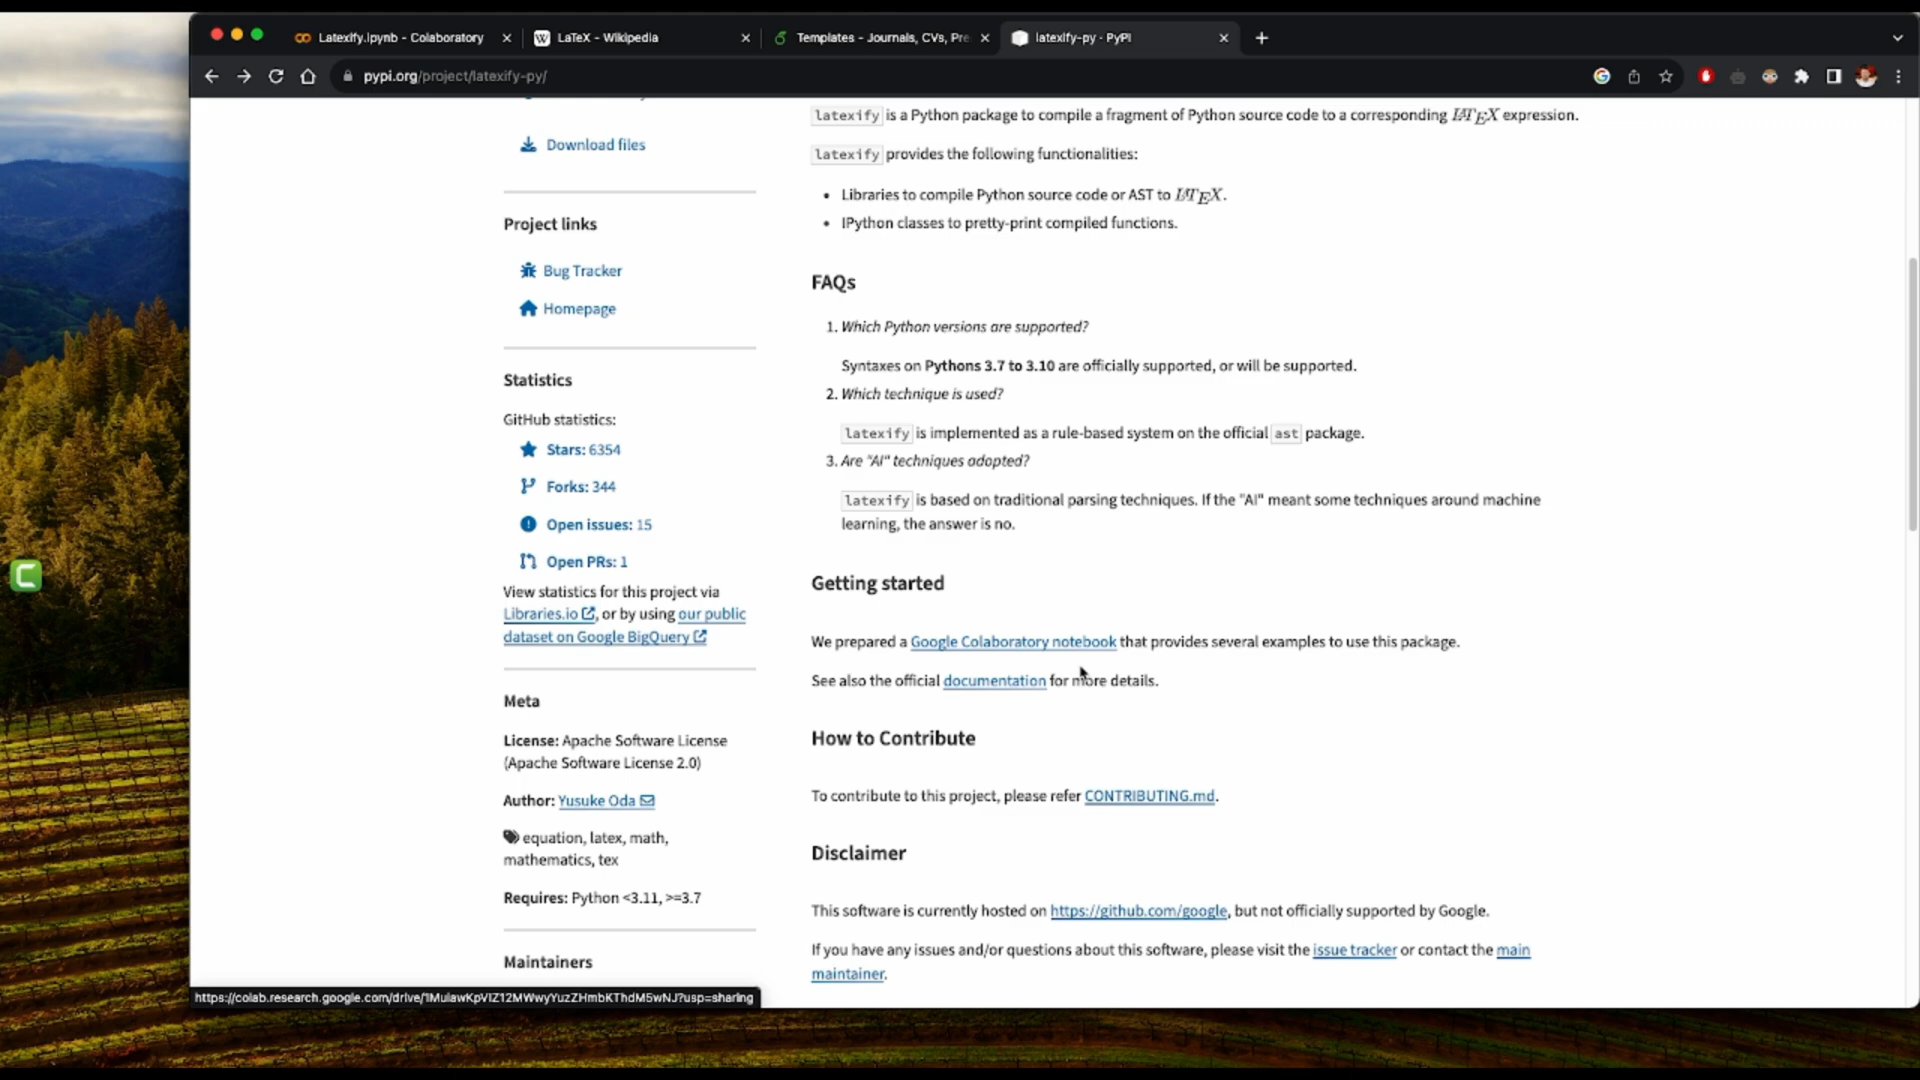 Latexify.ipynb - Colaboratory
LaTeX - Wikipedia
Templates - Journals, CVs, Pre
latexify-py · PyPI
pypi.org/project/latexify-py/
Download files
Project links
Bug Tracker
Homepage
Statistics
GitHub statistics:
Stars: 6354
Forks: 344
Open issues: 15
Open PRs: 1
View statistics for this project via
Libraries.io, or by using our public
dataset on Google BigQuery
Meta
License: Apache Software License
(Apache Software License 2.0)
Author: Yusuke Oda
equation, latex, math,
mathematics, tex
Requires: Python <3.11, >=3.7
Maintainers
latexify is a Python package to compile a fragment of Python source code to a corresponding LATEX expression.
latexify provides the following functionalities:
• Libraries to compile Python source code or AST to LATEX.
• IPython classes to pretty-print compiled functions.
FAQs
1. Which Python versions are supported?
Syntaxes on Pythons 3.7 to 3.10 are officially supported, or will be supported.
2. Which technique is used?
latexify is implemented as a rule-based system on the official ast package.
3. Are "AI" techniques adopted?
latexify is based on traditional parsing techniques. If the "AI" meant some techniques around machine
learning, the answer is no.
Getting started
We prepared a Google Colaboratory notebook that provides several examples to use this package.
See also the official documentation for more details.
How to Contribute
To contribute to this project, please refer CONTRIBUTING.md.
Disclaimer
This software is currently hosted on https://github.com/google, but not officially supported by Google.
If you have any issues and/or questions about this software, please visit the issue tracker or contact the main
maintainer.